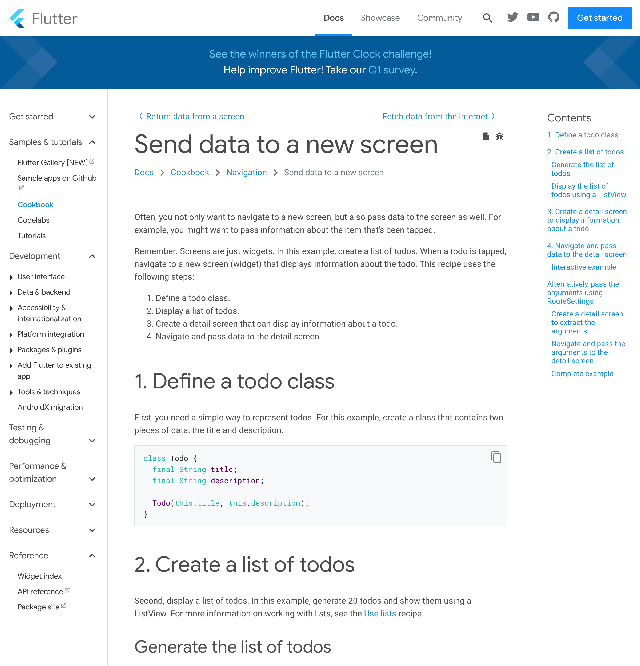 Flutter
Docs
Showcase
Community
Get started
See the winners of the Flutter Clock challenge!
Help improve Flutter! Take our Q1 survey.
Get started
Samples & tutorials
Flutter Gallery [NEW]
Sample apps on Github
Cookbook
Codelabs
Tutorials
Development
User interface
Data & backend
Accessibility &
internationalization
Platform integration
Packages & plugins
Add Flutter to existing
app
Tools & techniques
AndroidX migration
Testing &
debugging
Performance &
optimization
Deployment
Resources
Reference
Widget index
API reference
Package site
Return data from a screen
Fetch data from the internet
Send data to a new screen
Docs > Cookbook > Navigation > Send data to a new screen
Often, you not only want to navigate to a new screen, but also pass data to the screen as well. For
example, you might want to pass information about the item that's been tapped.
Remember: Screens are just widgets. In this example, create a list of todos. When a todo is tapped,
navigate to a new screen (widget) that displays information about the todo. This recipe uses the
following steps:
1. Define a todo class.
2. Display a list of todos.
3. Create a detail screen that can display information about a todo.
4. Navigate and pass data to the detail screen.
1. Define a todo class
First, you need a simple way to represent todos. For this example, create a class that contains two
pieces of data: the title and description.
class Todo {
final String title;
final String description;
Todo(this.title, this.description);
}
2. Create a list of todos
Second, display a list of todos. In this example, generate 20 todos and show them using a
ListView. For more information on working with lists, see the Use lists recipe.
Generate the list of todos
Contents
1. Define a todo class
2. Create a list of todos
Generate the list of
todos
Display the list of
todos using a ListView
3. Create a detail screen
to display information
about a todo
4. Navigate and pass
data to the detail screen
Interactive example
Alternatively, pass the
arguments using
RouteSettings
Create a detail screen
to extract the
arguments
Navigate and pass the
arguments to the
detail screen
Complete example